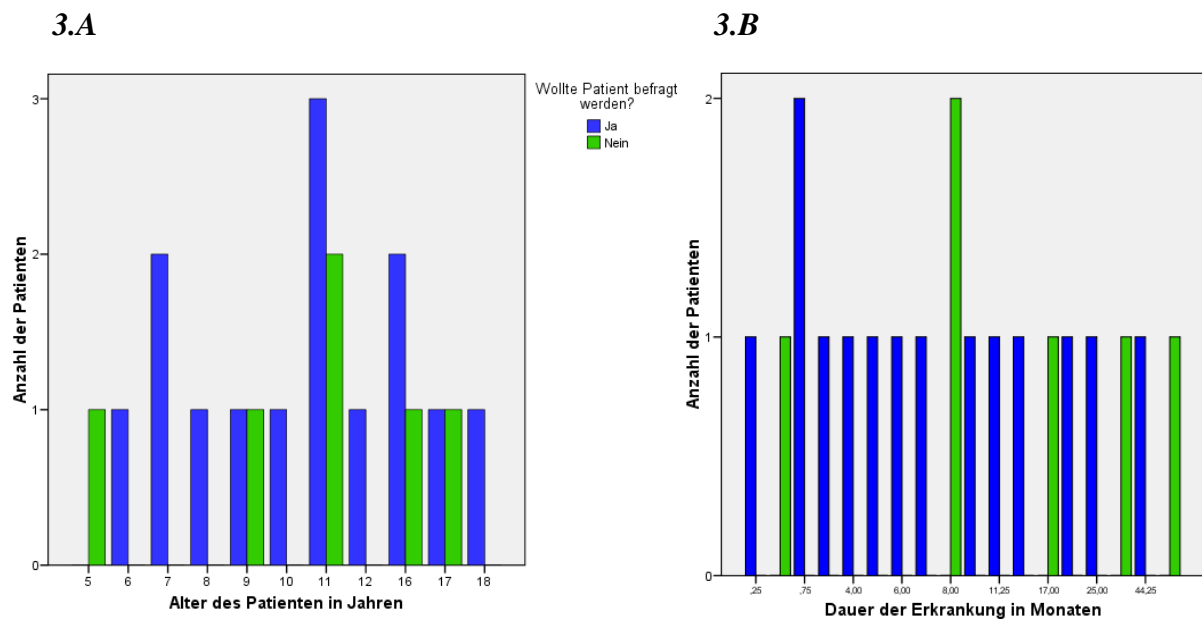 3.A
3.B
Wollte Patient befragt
werden?
Ja
Nein
Anzahl der Patienten
3
2
1
0
5 6 7 8 9 10 11 12 16 17 18
Alter des Patienten in Jahren
Anzahl der Patienten
2
1
0
,25 ,75 4,00 6,00 8,00 11,25 17,00 25,00 44,25
Dauer der Erkrankung in Monaten